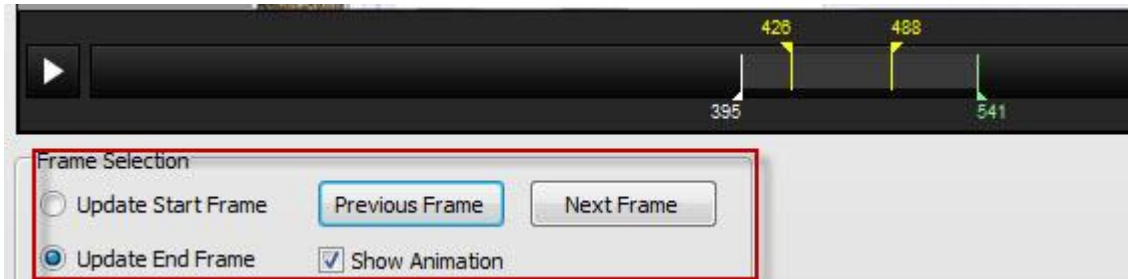 426 488
395 541
Frame Selection
Update Start Frame Previous Frame Next Frame
Update End Frame Show Animation